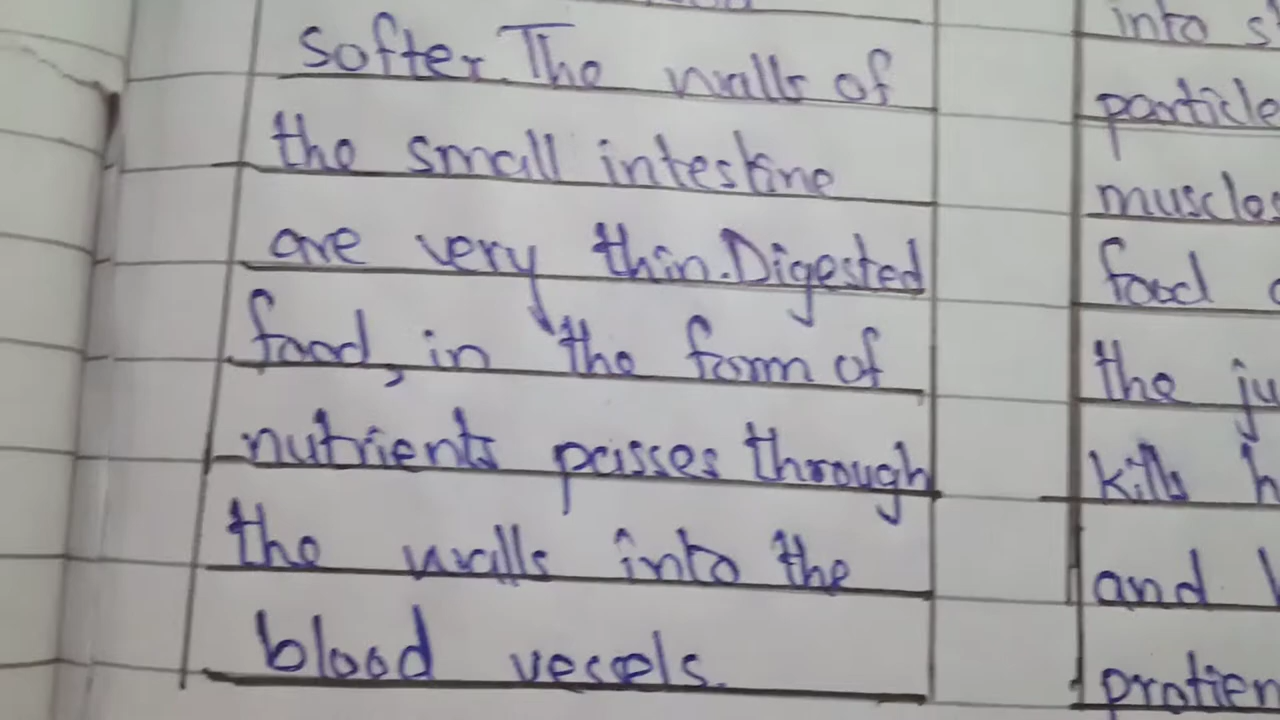 softer. The walls of
the small intestine
are very thin. Digested
food, in the form of
nutrients passes through
the walls into the
blood vessels.
into
particle
muscles
food
the
kills
and
protien